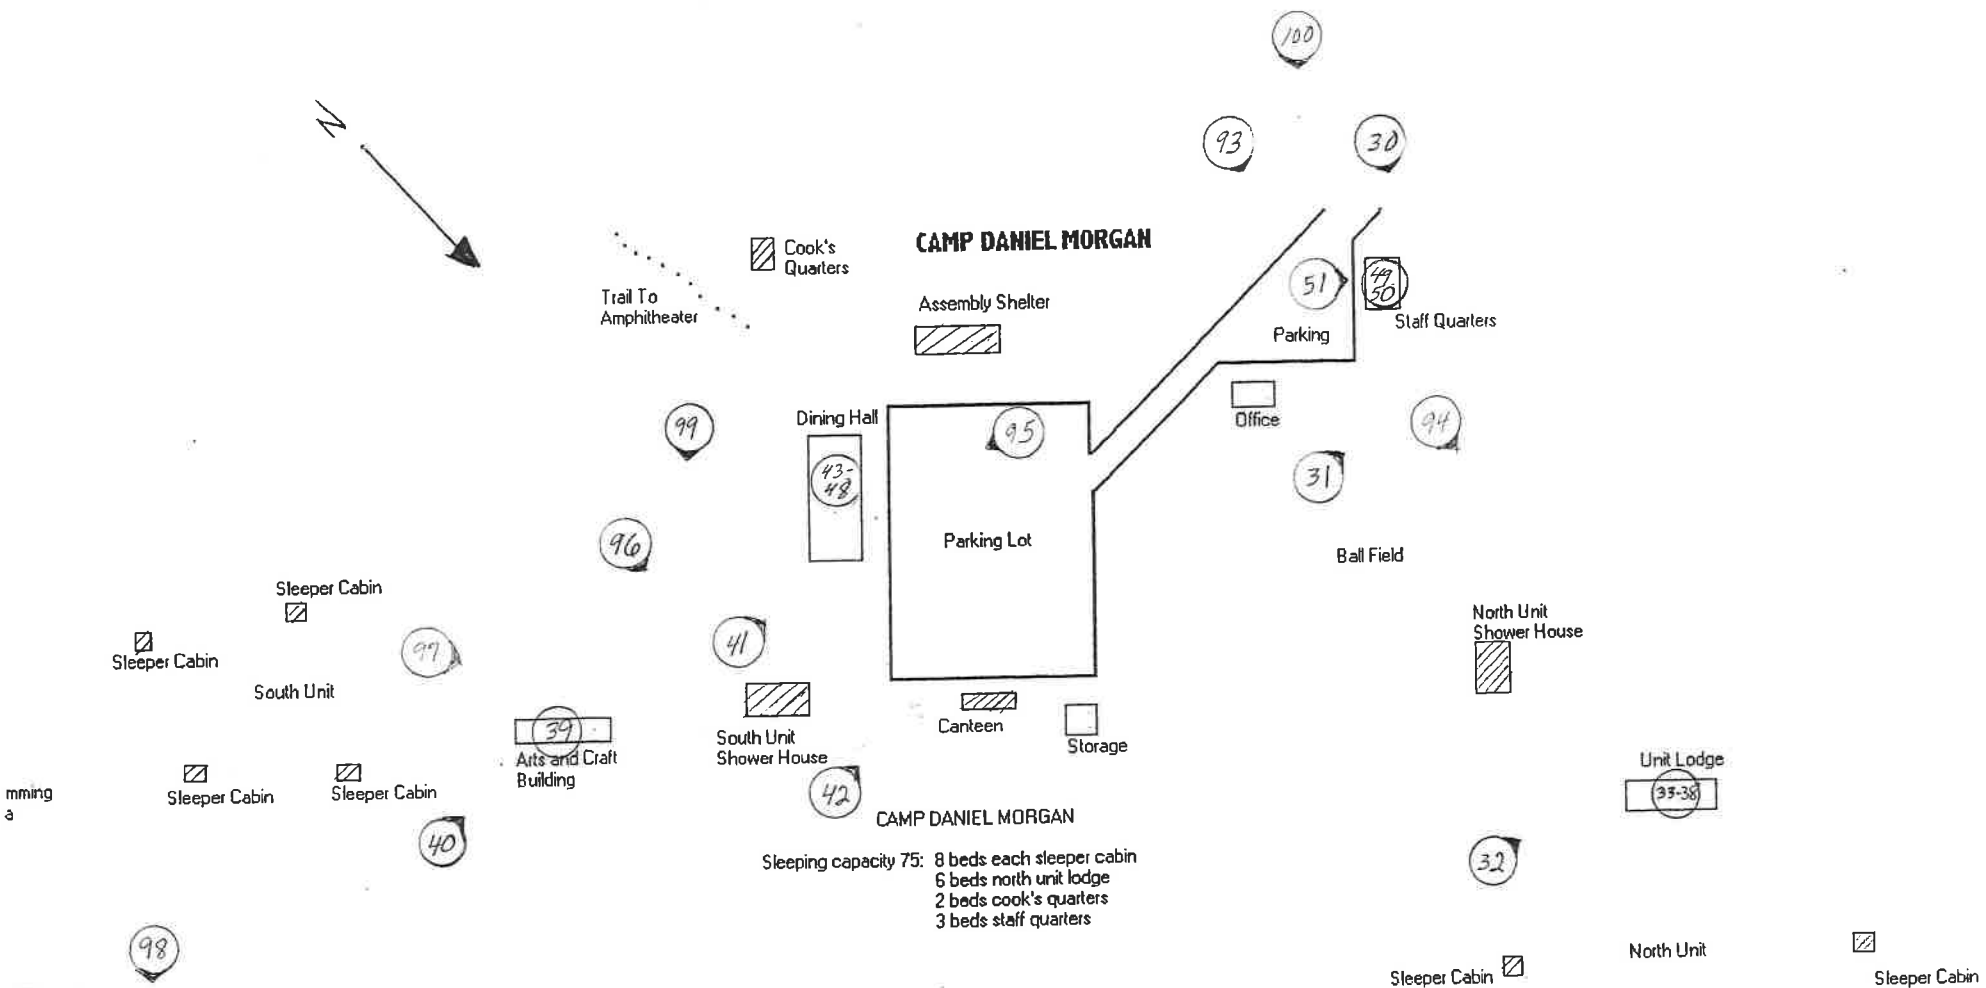 100
93
30
N
CAMP DANIEL MORGAN
Cook's
Quarters
Trail To
Amphitheater
Assembly Shelter
51
49
50
Staff Quarters
Parking
Office
Dining Hall
99
95
94
43-
48
31
96
Parking Lot
Ball Field
Sleeper Cabin
Sleeper Cabin
97
41
North Unit
Shower House
South Unit
39
Arts and Craft
Building
South Unit
Shower House
Canteen
Storage
Unit Lodge
33-38
mming
a
Sleeper Cabin
Sleeper Cabin
42
40
32
CAMP DANIEL MORGAN
Sleeping capacity 75: 8 beds each sleeper cabin
6 beds north unit lodge
2 beds cook's quarters
3 beds staff quarters
98
North Unit
Sleeper Cabin
Sleeper Cabin